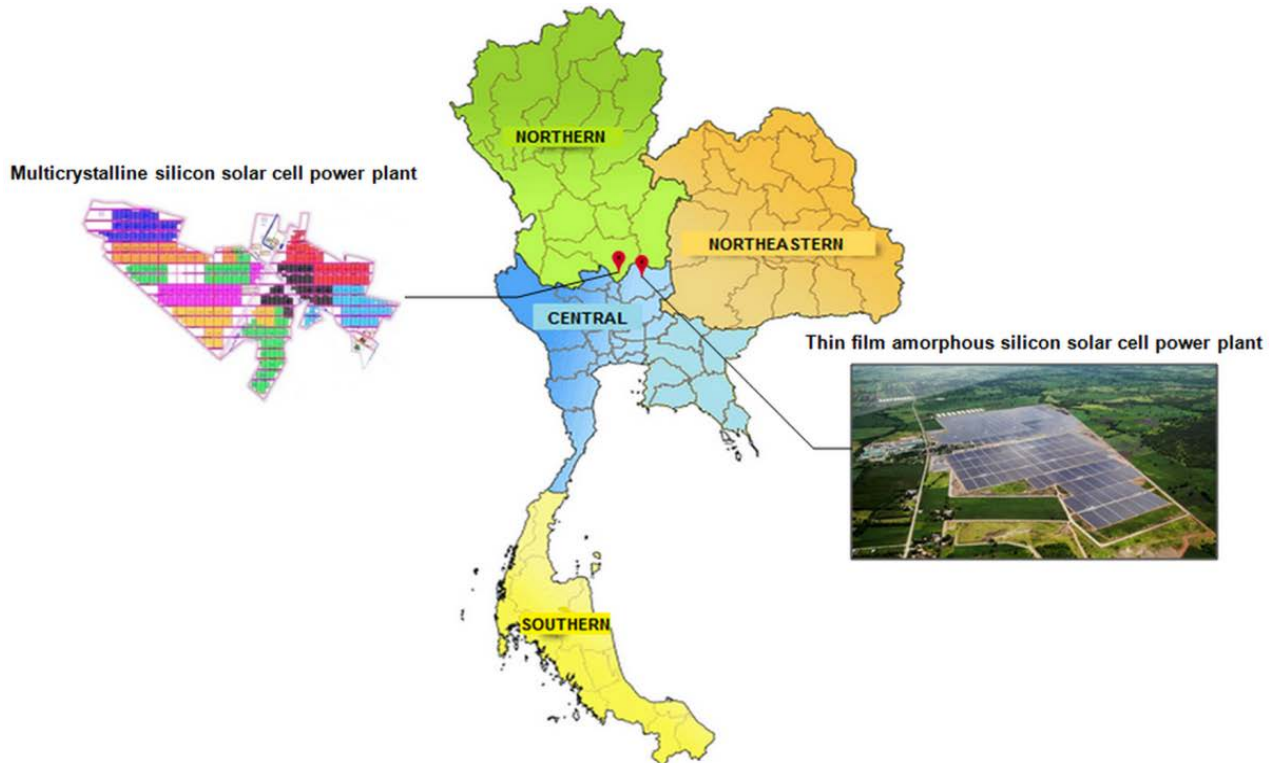 NORTHERN
Multicrystalline silicon solar cell power plant
NORTHEASTERN
CENTRAL
Thin film amorphous silicon solar cell power plant
SOUTHERN